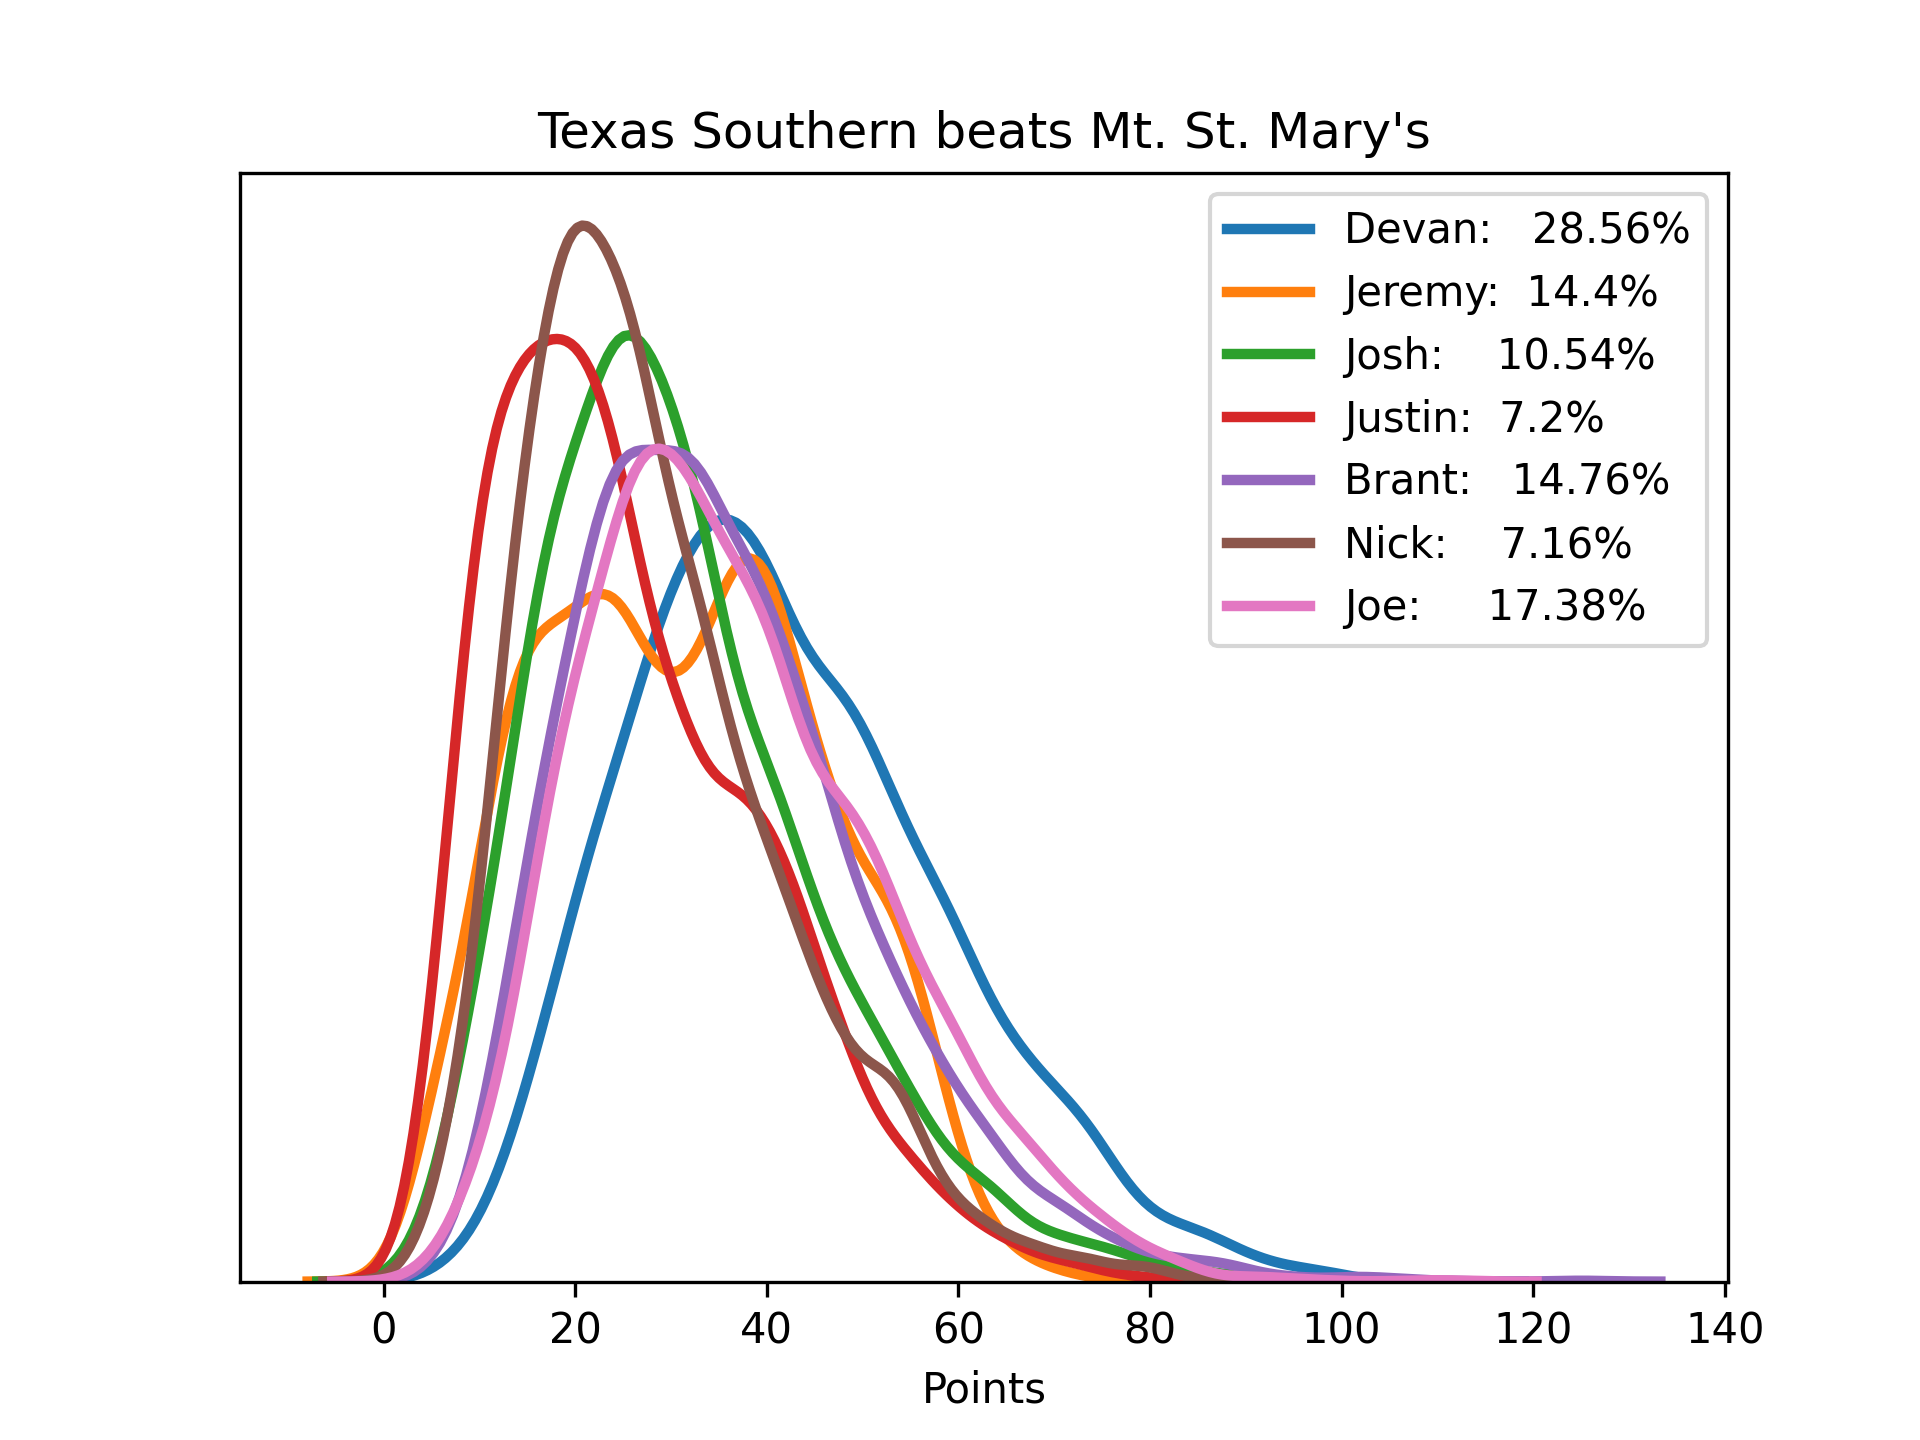 Texas Southern beats Mt. St. Mary's
Devan: 28.56%
Jeremy: 14.4%
Josh: 10.54%
Justin: 7.2%
Brant: 14.76%
Nick: 7.16%
Joe: 17.38%
0 20 40 60 80 100 120 140
Points